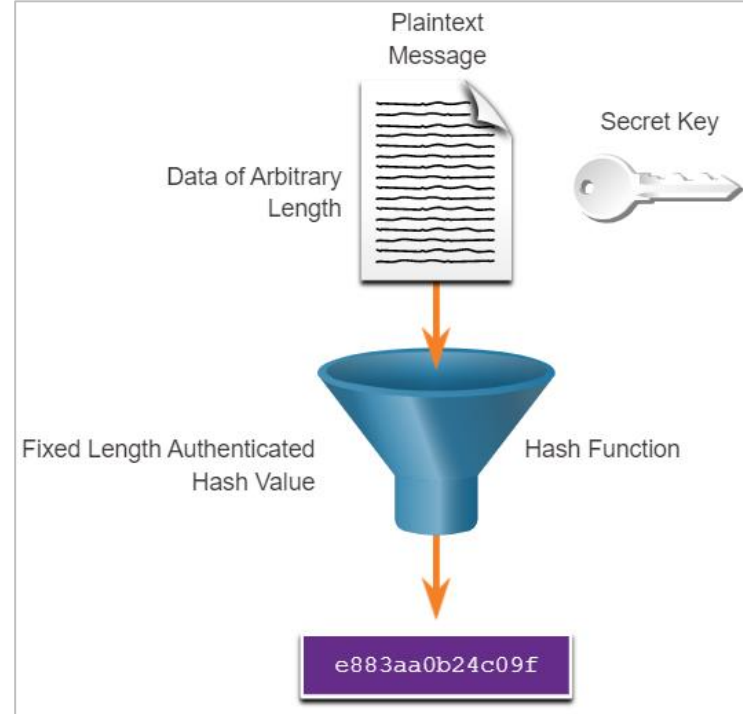 Plaintext
Message
Secret Key
Data of Arbitrary
Length
Fixed Length Authenticated
Hash Value
Hash Function
e883aa0b24c09f